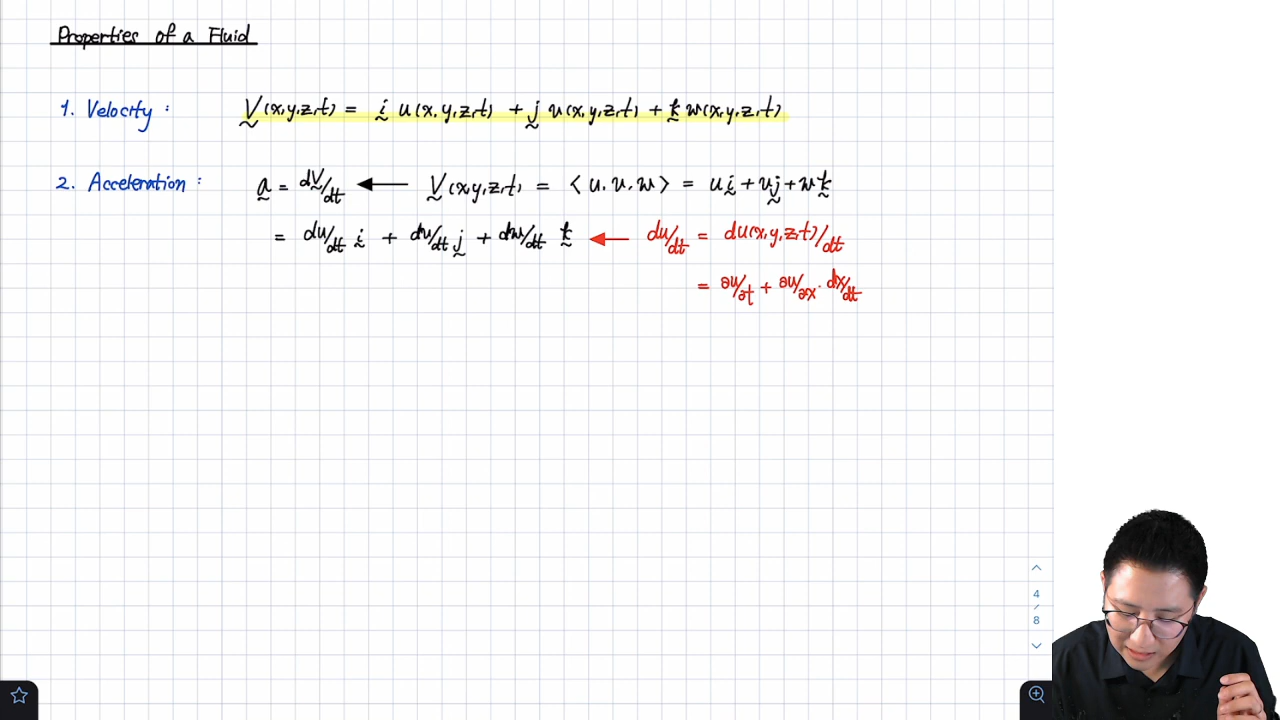 Properties of a Fluid
1. Velocity : V(x,y,z,t) = i u(x,y,z,t) + j v(x,y,z,t) + k w(x,y,z,t)
2. Acceleration : a = dV/dt ← V(x,y,z,t) = <u, v, w> = ui + vj + wk
= du/dt i + dv/dt j + dw/dt k ← du/dt = du(x,y,z,t)/dt
= ∂u/∂t + ∂u/∂x · dx/dt
4
/
8